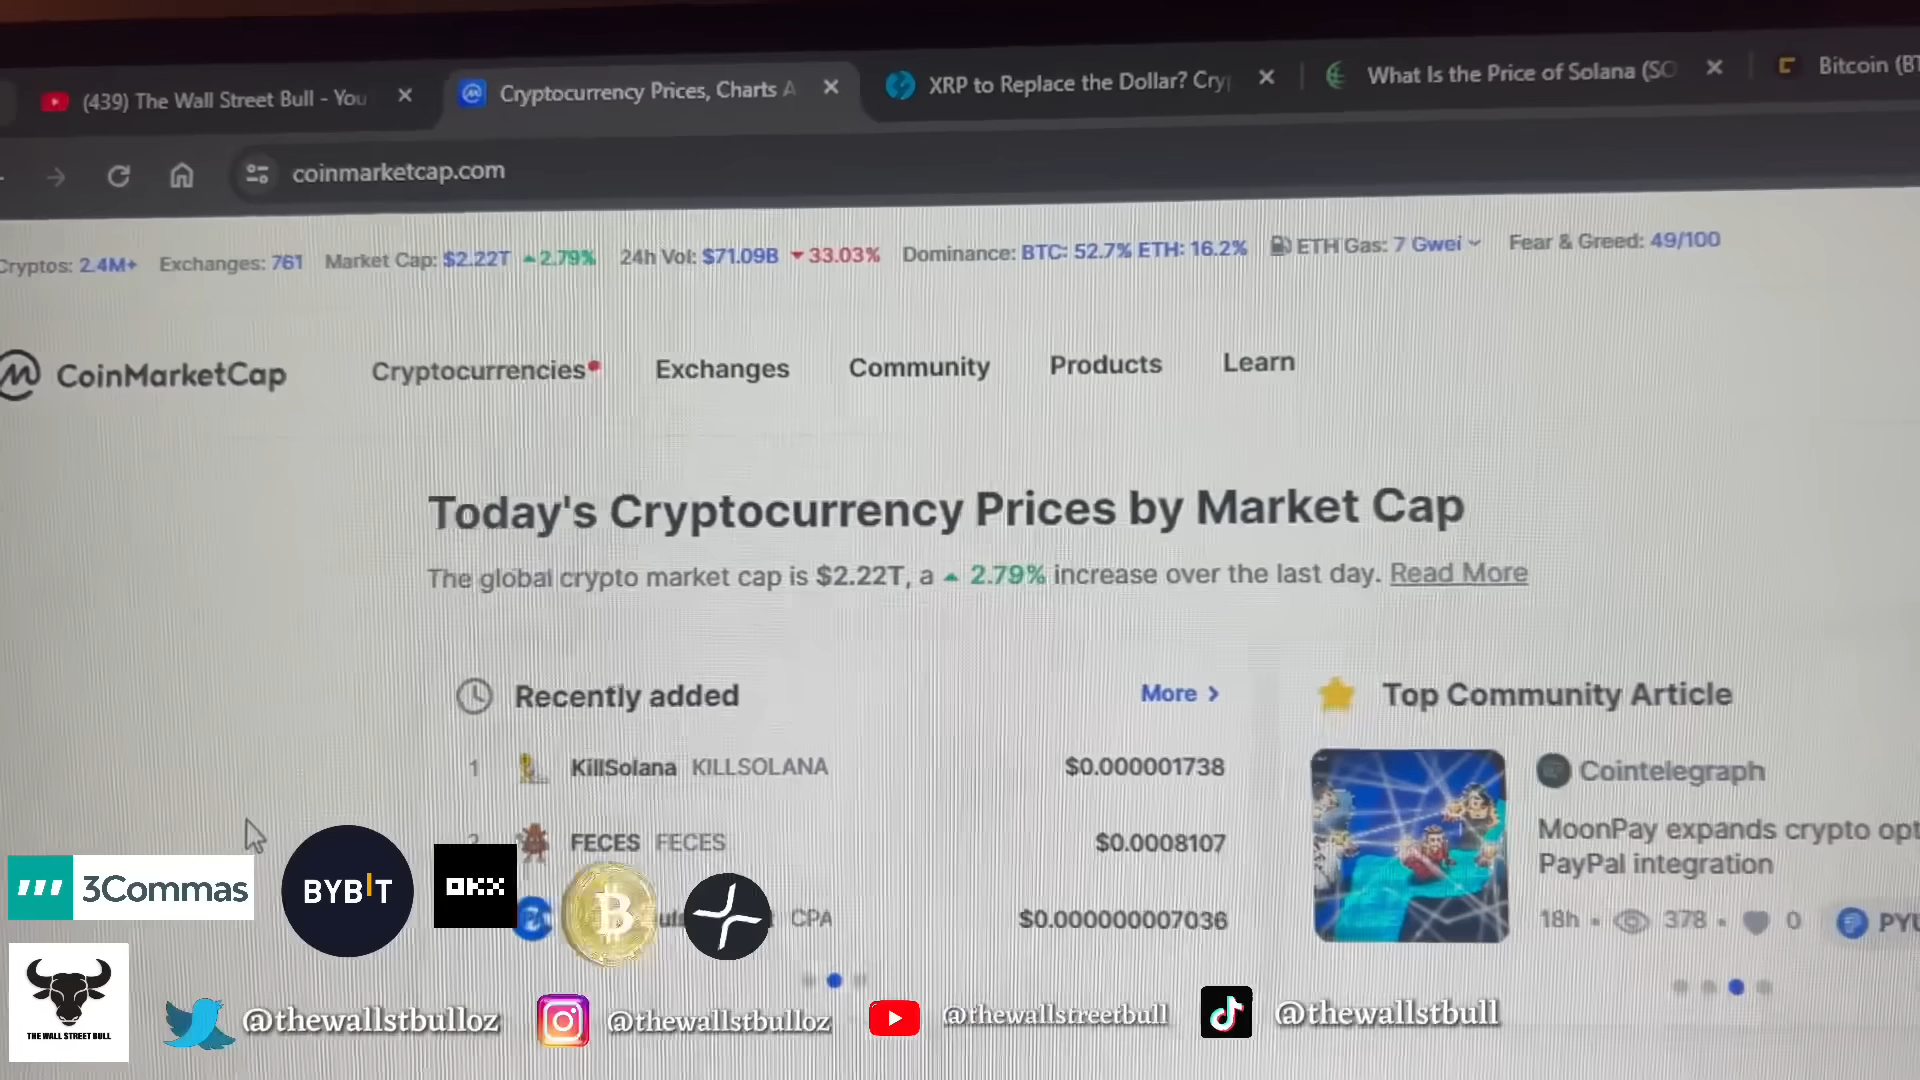 (439) The Wall Street Bull - You
Cryptocurrency Prices, Charts A
XRP to Replace the Dollar? Cry
What Is the Price of Solana (SO
Bitcoin (BT
coinmarketcap.com
Cryptos: 2.4M+ Exchanges: 761 Market Cap: $2.22T 2.79% 24h Vol: $71.09B 33.03% Dominance: BTC: 52.7% ETH: 16.2% ETH Gas: 7 Gwei Fear & Greed: 49/100
CoinMarketCap Cryptocurrencies Exchanges Community Products Learn
Today's Cryptocurrency Prices by Market Cap
The global crypto market cap is $2.22T, a 2.79% increase over the last day. Read More
Recently added More
1 KillSolana KILLSOLANA $0.000001738
2 FECES FECES $0.0008107
CPA $0.000000007036
Top Community Article
Cointelegraph
MoonPay expands crypto opt
PayPal integration
18h 378 0 PYU
3Commas
BYBIT
OKX
THE WALL STREET BULL
@thewallstbulloz
@thewallstbulloz
@thewallstreetbull
@thewallstbull